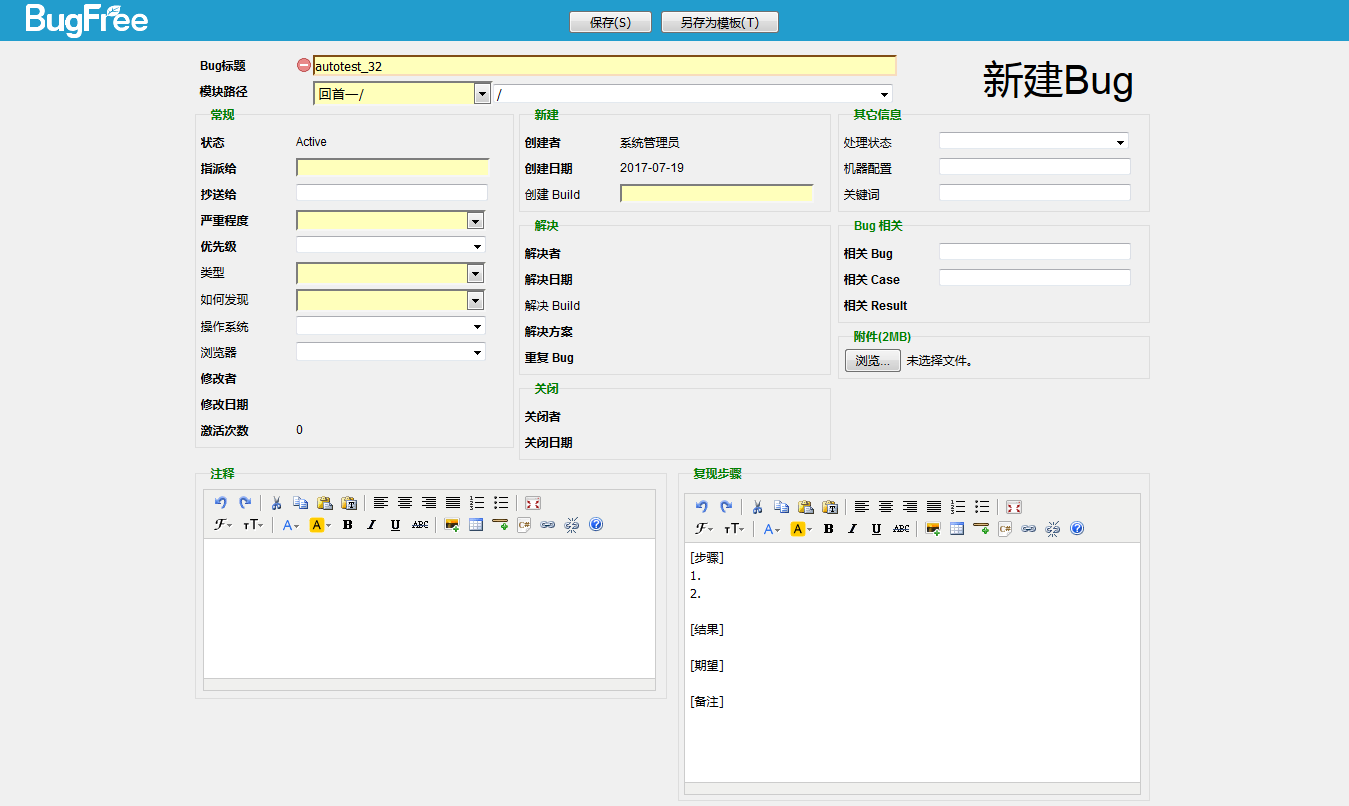 BugFree
保存(S) 另存为模板(T)
Bug标题 autotest_32
模块路径 回首一/ /
新建Bug
常规
状态 Active
指派给
抄送给
严重程度
优先级
类型
如何发现
操作系统
浏览器
修改者
修改日期
激活次数 0
新建
创建者 系统管理员
创建日期 2017-07-19
创建 Build
解决
解决者
解决日期
解决 Build
解决方案
重复 Bug
关闭
关闭者
关闭日期
其它信息
处理状态
机器配置
关键词
Bug 相关
相关 Bug
相关 Case
相关 Result
附件(2MB)
浏览... 未选择文件。
注释
复现步骤
[步骤]
1.
2.
[结果]
[期望]
[备注]